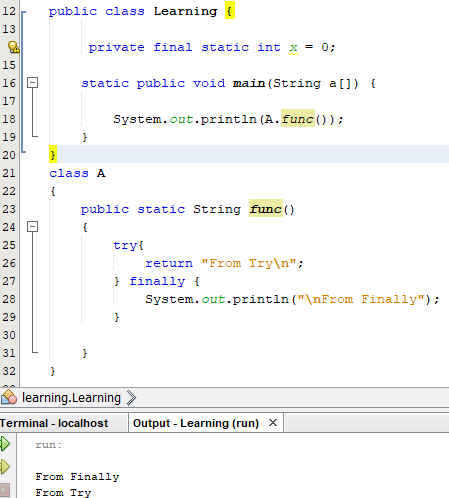 12 public class Learning {
13
private final static int x = 0;
15
16 static public void main(String a[]) {
17
18 System.out.println(A.func());
19 }
20 }
21 class A
22 {
23 public static String func()
24 {
25 try{
26 return "From Try\n";
27 } finally {
28 System.out.println("\nFrom Finally");
29 }
30
31 }
32 }
learning.Learning
Terminal - localhost Output - Learning (run) ×
run:
From Finally
From Try